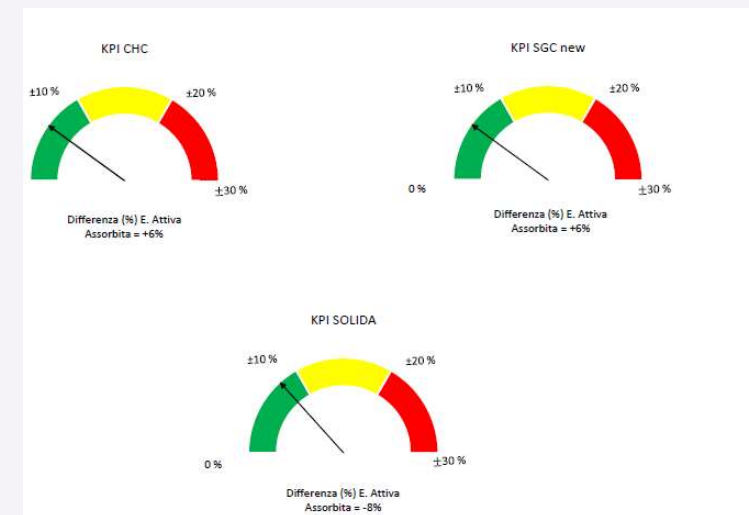 KPI CHC
±10 %
±20 %
±30 %
Differenza (%) E. Attiva
Assorbita = +6%
KPI SGC new
±10 %
±20 %
0 %
±30 %
Differenza (%) E. Attiva
Assorbita = +6%
KPI SOLIDA
±10 %
±20 %
0 %
±30 %
Differenza (%) E. Attiva
Assorbita = -8%